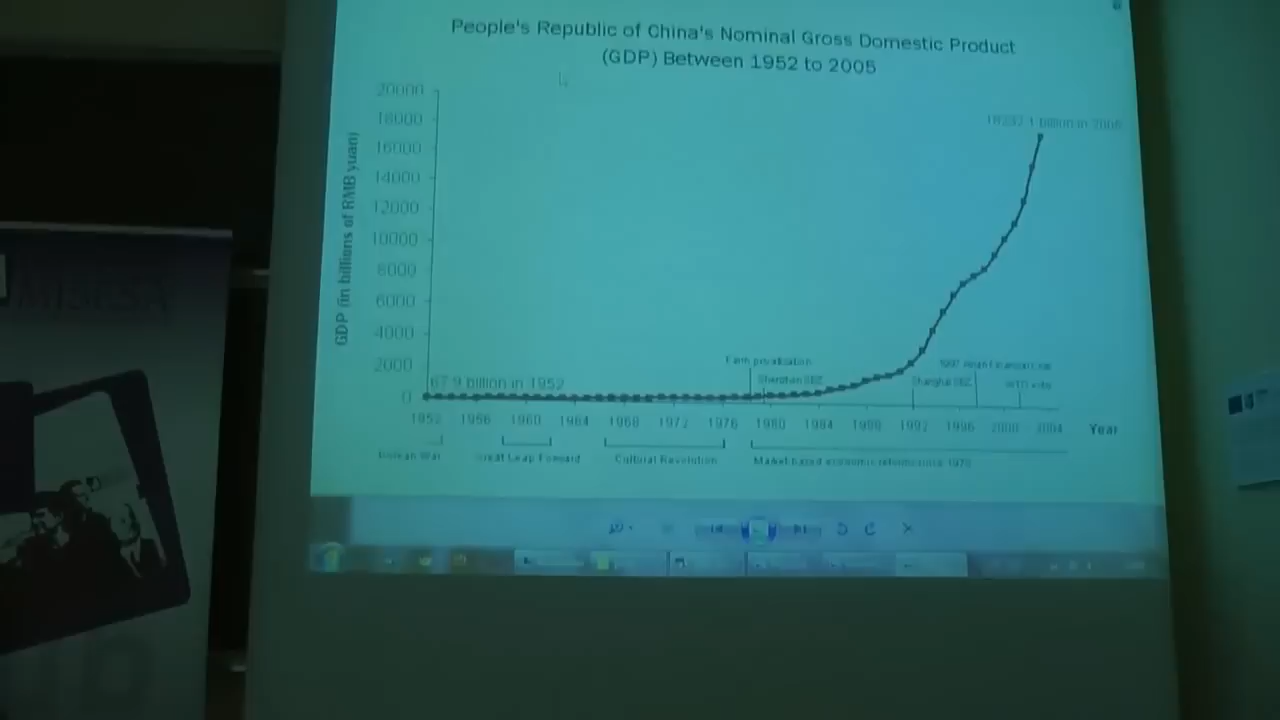 People's Republic of China's Nominal Gross Domestic Product
(GDP) Between 1952 to 2005
20000
18000
16000
14000
12000
10000
8000
6000
4000
2000
0
GDP (in billions of RMB yuan)
billion in 2005
67.9 billion in 1952
Farm privatization
Shenzhen SEZ
Shanghai SEZ
1997 Asian Financial Crisis
WTO entry
1952 1956 1960 1964 1968 1972 1976 1980 1984 1988 1992 1996 2000 2004 Year
Korean War Great Leap Forward Cultural Revolution Market-based economic reforms since 1978